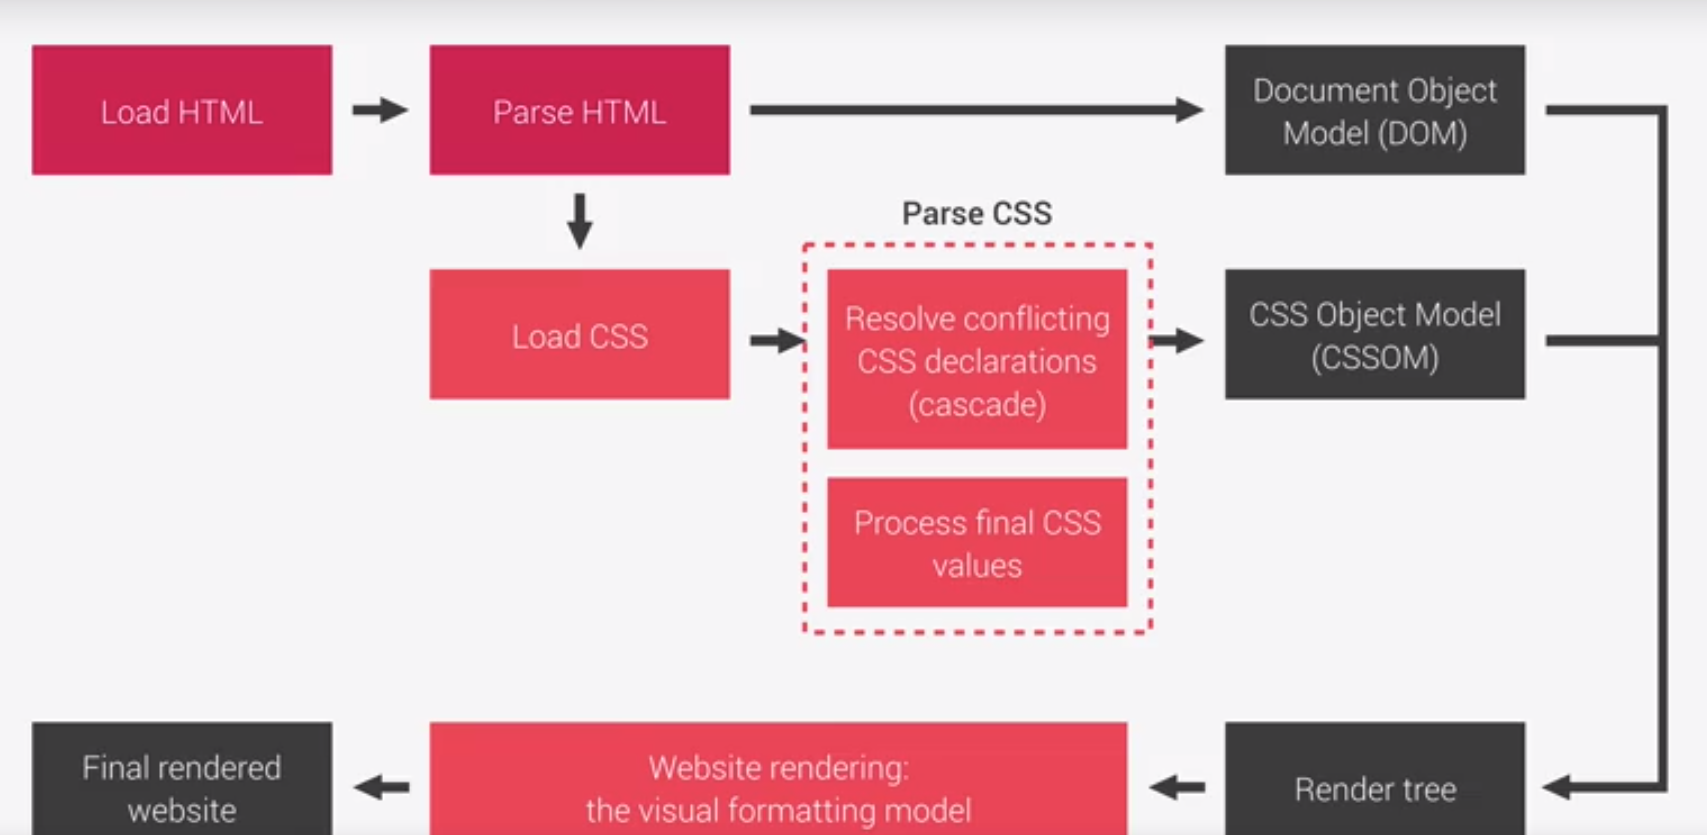 Load HTML
Parse HTML
Document Object
Model (DOM)
Parse CSS
Load CSS
Resolve conflicting
CSS declarations
(cascade)
CSS Object Model
(CSSOM)
Process final CSS
values
Final rendered
website
Website rendering:
the visual formatting model
Render tree